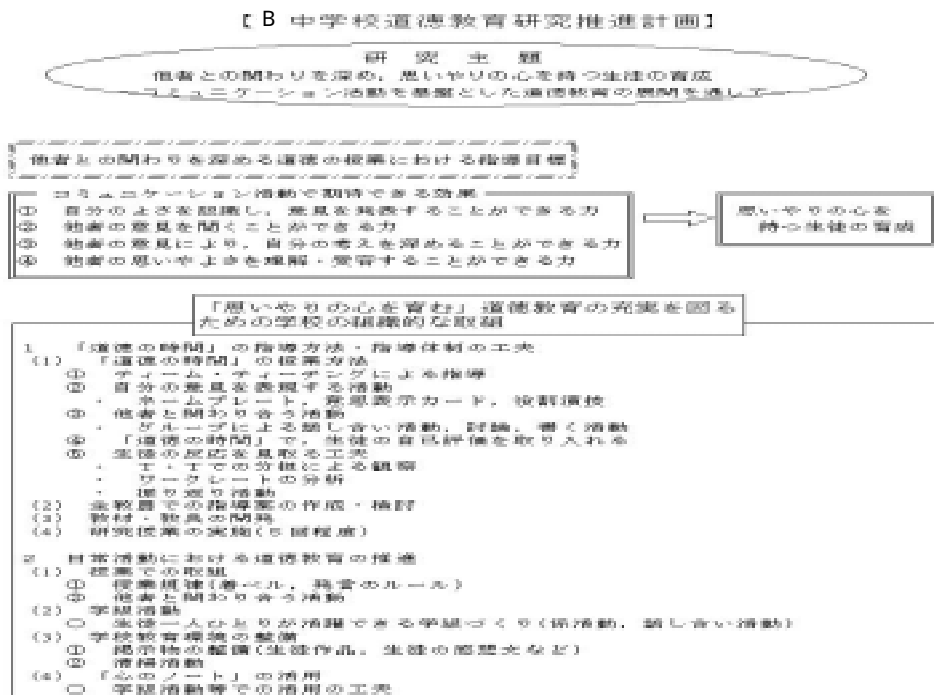 [ B 中学校道徳教育研究推進計画]
研 究 主 題
他者との関わりを深め，思いやりの心を持つ生徒の育成
コミュニケーション活動を基盤とした道徳教育の展開を通して
他者との関わりを深める道徳の授業における指導目標
コミュニケーション活動で期待できる効果
① 自分のよさを認識し，意見を発表することができる力
② 他者の意見を聞くことができる力
③ 他者の意見により，自分の考えを深めることができる力
④ 他者の思いやよさを理解・受容することができる力
思いやりの心を
持つ生徒の育成
「思いやりの心を育む」道徳教育の充実を図る
ための学校の組織的な取組
1 「道徳の時間」の指導方法・指導体制の工夫
(1) 「道徳の時間」の授業方法
① ティーム・ティーチングによる指導
② 自分の意見を表現する活動
・ ネームプレート，意思表示カード，役割演技
③ 他者と関わり合う活動
・ グループによる話し合い活動，討論，書く活動
④ 「道徳の時間」で，生徒の自己評価を取り入れる
⑤ 生徒の反応を見取る工夫
・ T・Tでの分担による観察
・ ワークシートの分析
・ 振り返り活動
(2) 全教員での指導案の作成・検討
(3) 教材・教具の開発
(4) 研究授業の実施(5回程度)
2 日常活動における道徳教育の推進
(1) 授業での取組
① 授業規律(着ベル，発言のルール)
② 他者と関わり合う活動
(2) 学級活動
○ 生徒一人ひとりが活躍できる学級づくり(係活動，話し合い活動)
(3) 学校教育環境の整備
① 掲示物の整備(生徒作品，生徒の感想文など)
② 清掃活動
(4) 「心のノート」の活用
○ 学級活動等での活用の工夫